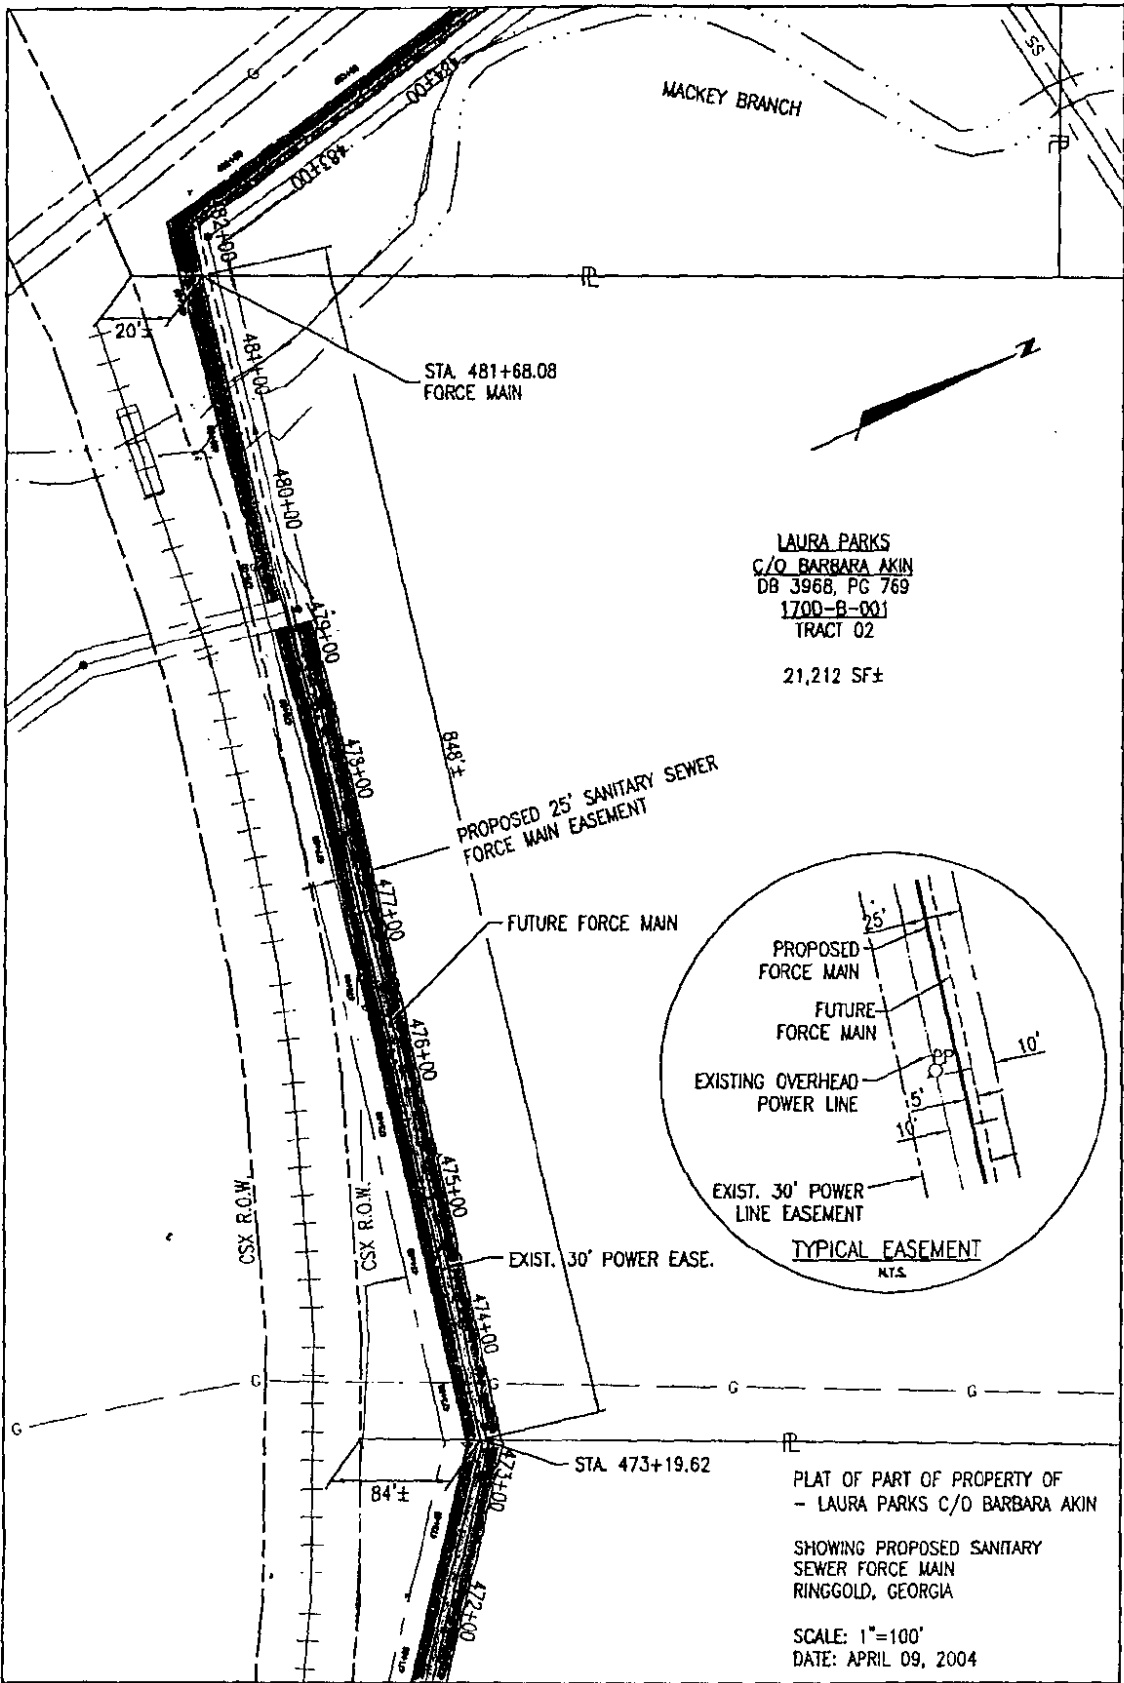 MACKEY BRANCH
SS
PL
G
484+00
483+00
82+00
PL
20'±
481+00
STA. 481+68.08
FORCE MAIN
N
480+00
LAURA PARKS
C/O BARBARA AKIN
DB 3968, PG 769
170D-B-001
TRACT 02
21,212 SF±
479+00
478+00
848'±
PROPOSED 25' SANITARY SEWER
FORCE MAIN EASEMENT
477+00
FUTURE FORCE MAIN
476+00
25'
PROPOSED
FORCE MAIN
FUTURE
FORCE MAIN
PP
10'
EXISTING OVERHEAD
POWER LINE
5'
10'
EXIST. 30' POWER
LINE EASEMENT
TYPICAL EASEMENT
N.T.S.
475+00
CSX R.O.W.
CSX R.O.W.
EXIST. 30' POWER EASE.
474+00
G
G
G
G
G
PL
STA. 473+19.62
473+00
84'±
472+00
PLAT OF PART OF PROPERTY OF
- LAURA PARKS C/O BARBARA AKIN
SHOWING PROPOSED SANITARY
SEWER FORCE MAIN
RINGGOLD, GEORGIA
SCALE: 1"=100'
DATE: APRIL 09, 2004